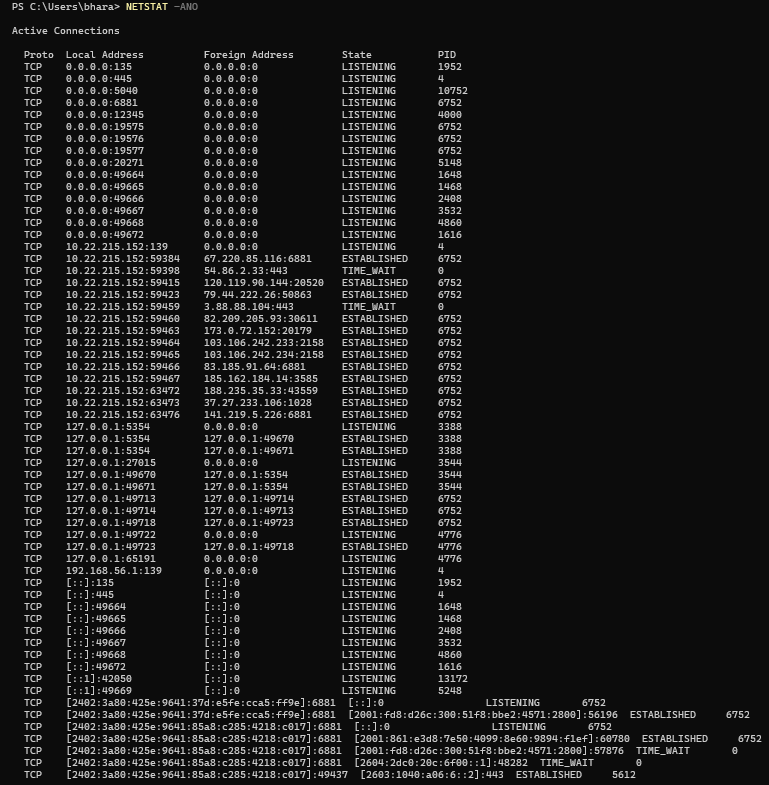 PS C:\Users\bhara> NETSTAT -ANO
Active Connections
Proto Local Address Foreign Address State PID
TCP 0.0.0.0:135 0.0.0.0:0 LISTENING 1952
TCP 0.0.0.0:445 0.0.0.0:0 LISTENING 4
TCP 0.0.0.0:5040 0.0.0.0:0 LISTENING 10752
TCP 0.0.0.0:6881 0.0.0.0:0 LISTENING 6752
TCP 0.0.0.0:12345 0.0.0.0:0 LISTENING 4000
TCP 0.0.0.0:19575 0.0.0.0:0 LISTENING 6752
TCP 0.0.0.0:19576 0.0.0.0:0 LISTENING 6752
TCP 0.0.0.0:19577 0.0.0.0:0 LISTENING 6752
TCP 0.0.0.0:20271 0.0.0.0:0 LISTENING 5148
TCP 0.0.0.0:49664 0.0.0.0:0 LISTENING 1648
TCP 0.0.0.0:49665 0.0.0.0:0 LISTENING 1468
TCP 0.0.0.0:49666 0.0.0.0:0 LISTENING 2408
TCP 0.0.0.0:49667 0.0.0.0:0 LISTENING 3532
TCP 0.0.0.0:49668 0.0.0.0:0 LISTENING 4860
TCP 0.0.0.0:49672 0.0.0.0:0 LISTENING 1616
TCP 10.22.215.152:139 0.0.0.0:0 LISTENING 4
TCP 10.22.215.152:59384 67.220.85.116:6881 ESTABLISHED 6752
TCP 10.22.215.152:59398 54.86.2.33:443 TIME_WAIT 0
TCP 10.22.215.152:59415 120.119.90.144:20520 ESTABLISHED 6752
TCP 10.22.215.152:59423 79.44.222.26:50863 ESTABLISHED 6752
TCP 10.22.215.152:59459 3.88.88.104:443 TIME_WAIT 0
TCP 10.22.215.152:59460 82.209.205.93:30611 ESTABLISHED 6752
TCP 10.22.215.152:59463 173.0.72.152:20179 ESTABLISHED 6752
TCP 10.22.215.152:59464 103.106.242.233:2158 ESTABLISHED 6752
TCP 10.22.215.152:59465 103.106.242.234:2158 ESTABLISHED 6752
TCP 10.22.215.152:59466 83.185.91.64:6881 ESTABLISHED 6752
TCP 10.22.215.152:59467 185.162.184.14:3585 ESTABLISHED 6752
TCP 10.22.215.152:63472 188.235.35.33:43559 ESTABLISHED 6752
TCP 10.22.215.152:63473 37.27.233.106:1028 ESTABLISHED 6752
TCP 10.22.215.152:63476 141.219.5.226:6881 ESTABLISHED 6752
TCP 127.0.0.1:5354 0.0.0.0:0 LISTENING 3388
TCP 127.0.0.1:5354 127.0.0.1:49670 ESTABLISHED 3388
TCP 127.0.0.1:5354 127.0.0.1:49671 ESTABLISHED 3388
TCP 127.0.0.1:27015 0.0.0.0:0 LISTENING 3544
TCP 127.0.0.1:49670 127.0.0.1:5354 ESTABLISHED 3544
TCP 127.0.0.1:49671 127.0.0.1:5354 ESTABLISHED 3544
TCP 127.0.0.1:49713 127.0.0.1:49714 ESTABLISHED 6752
TCP 127.0.0.1:49714 127.0.0.1:49713 ESTABLISHED 6752
TCP 127.0.0.1:49718 127.0.0.1:49723 ESTABLISHED 6752
TCP 127.0.0.1:49722 0.0.0.0:0 LISTENING 4776
TCP 127.0.0.1:49723 127.0.0.1:49718 ESTABLISHED 4776
TCP 127.0.0.1:65191 0.0.0.0:0 LISTENING 4776
TCP 192.168.56.1:139 0.0.0.0:0 LISTENING 4
TCP [::]:135 [::]:0 LISTENING 1952
TCP [::]:445 [::]:0 LISTENING 4
TCP [::]:49664 [::]:0 LISTENING 1648
TCP [::]:49665 [::]:0 LISTENING 1468
TCP [::]:49666 [::]:0 LISTENING 2408
TCP [::]:49667 [::]:0 LISTENING 3532
TCP [::]:49668 [::]:0 LISTENING 4860
TCP [::]:49672 [::]:0 LISTENING 1616
TCP [::1]:42050 [::]:0 LISTENING 13172
TCP [::1]:49669 [::]:0 LISTENING 5248
TCP [2402:3a80:425e:9641:37d:e5fe:cca5:ff9e]:6881 [::]:0 LISTENING 6752
TCP [2402:3a80:425e:9641:37d:e5fe:cca5:ff9e]:6881 [2001:fd8:d26c:300:51f8:bbe2:4571:2800]:56196 ESTABLISHED 6752
TCP [2402:3a80:425e:9641:85a8:c285:4218:c017]:6881 [::]:0 LISTENING 6752
TCP [2402:3a80:425e:9641:85a8:c285:4218:c017]:6881 [2001:861:e3d8:7e50:4099:8e60:9894:f1ef]:60780 ESTABLISHED 6752
TCP [2402:3a80:425e:9641:85a8:c285:4218:c017]:6881 [2001:fd8:d26c:300:51f8:bbe2:4571:2800]:57876 TIME_WAIT 0
TCP [2402:3a80:425e:9641:85a8:c285:4218:c017]:6881 [2604:2dc0:20c:6f00::1]:48282 TIME_WAIT 0
TCP [2402:3a80:425e:9641:85a8:c285:4218:c017]:49437 [2603:1040:a06:6::2]:443 ESTABLISHED 5612